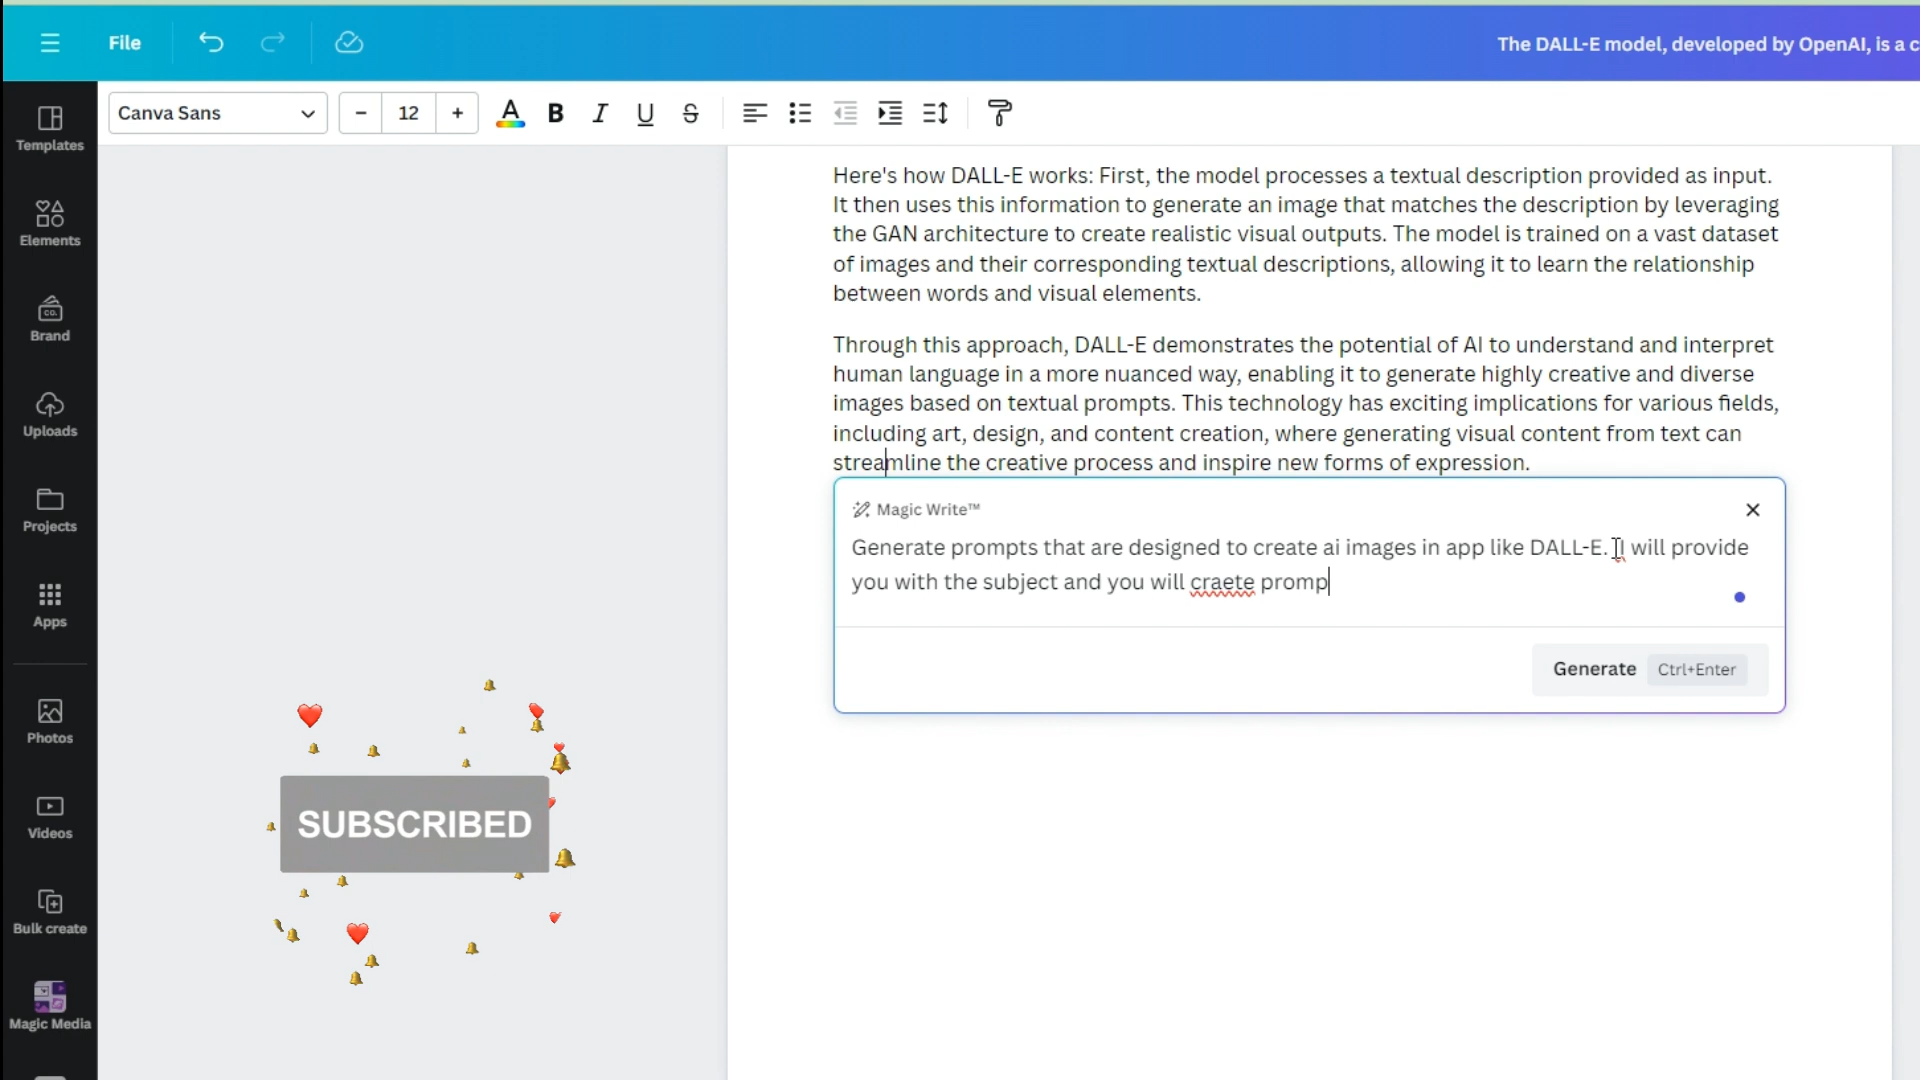 File
The DALL-E model, developed by OpenAI, is a c
Canva Sans
– 12 +
A B I U S
Templates
Elements
CO.
Brand
Uploads
Projects
Apps
Photos
Videos
Bulk create
Magic Media
Here's how DALL-E works: First, the model processes a textual description provided as input.
It then uses this information to generate an image that matches the description by leveraging
the GAN architecture to create realistic visual outputs. The model is trained on a vast dataset
of images and their corresponding textual descriptions, allowing it to learn the relationship
between words and visual elements.
Through this approach, DALL-E demonstrates the potential of AI to understand and interpret
human language in a more nuanced way, enabling it to generate highly creative and diverse
images based on textual prompts. This technology has exciting implications for various fields,
including art, design, and content creation, where generating visual content from text can
streamline the creative process and inspire new forms of expression.
Magic Write™
Generate prompts that are designed to create ai images in app like DALL-E. I will provide
you with the subject and you will craete promp
Generate Ctrl+Enter
SUBSCRIBED